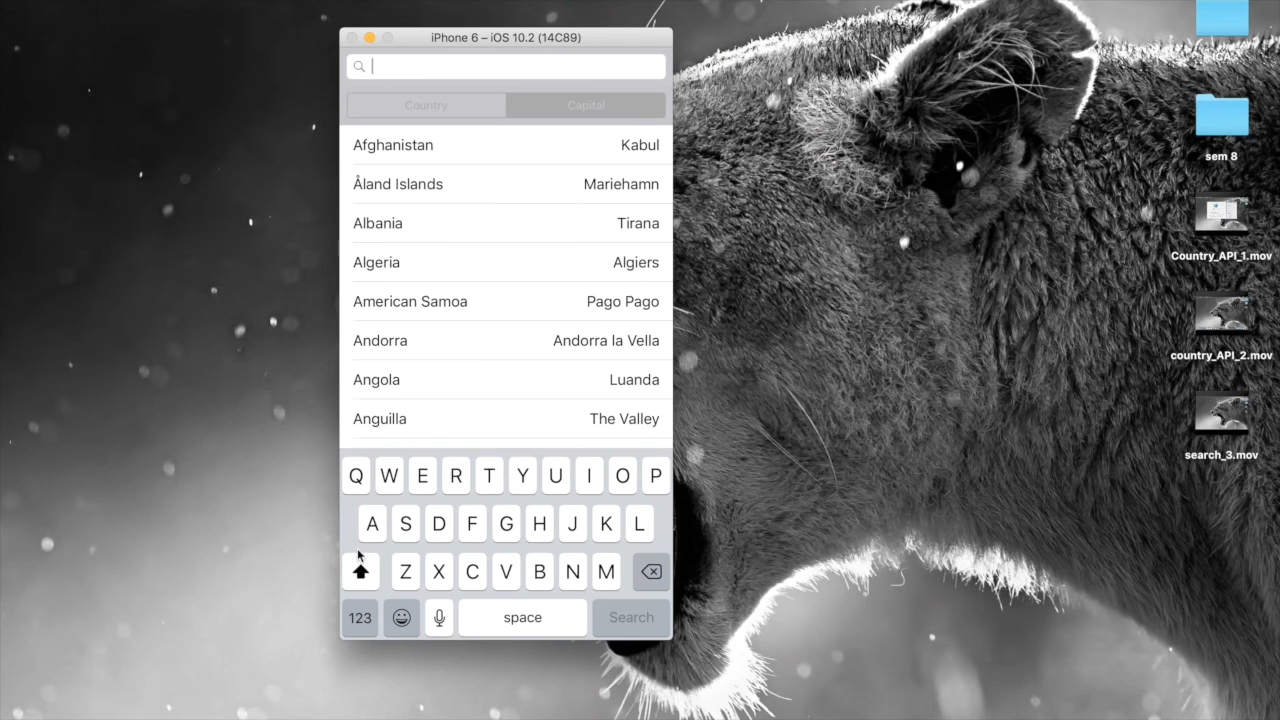 iPhone 6 – iOS 10.2 (14C89)
Country Capital
Afghanistan Kabul
Åland Islands Mariehamn
Albania Tirana
Algeria Algiers
American Samoa Pago Pago
Andorra Andorra la Vella
Angola Luanda
Anguilla The Valley
Q W E R T Y U I O P
A S D F G H J K L
Z X C V B N M
123 space Search
IGA
sem 8
Country_API_1.mov
country_API_2.mov
search_3.mov